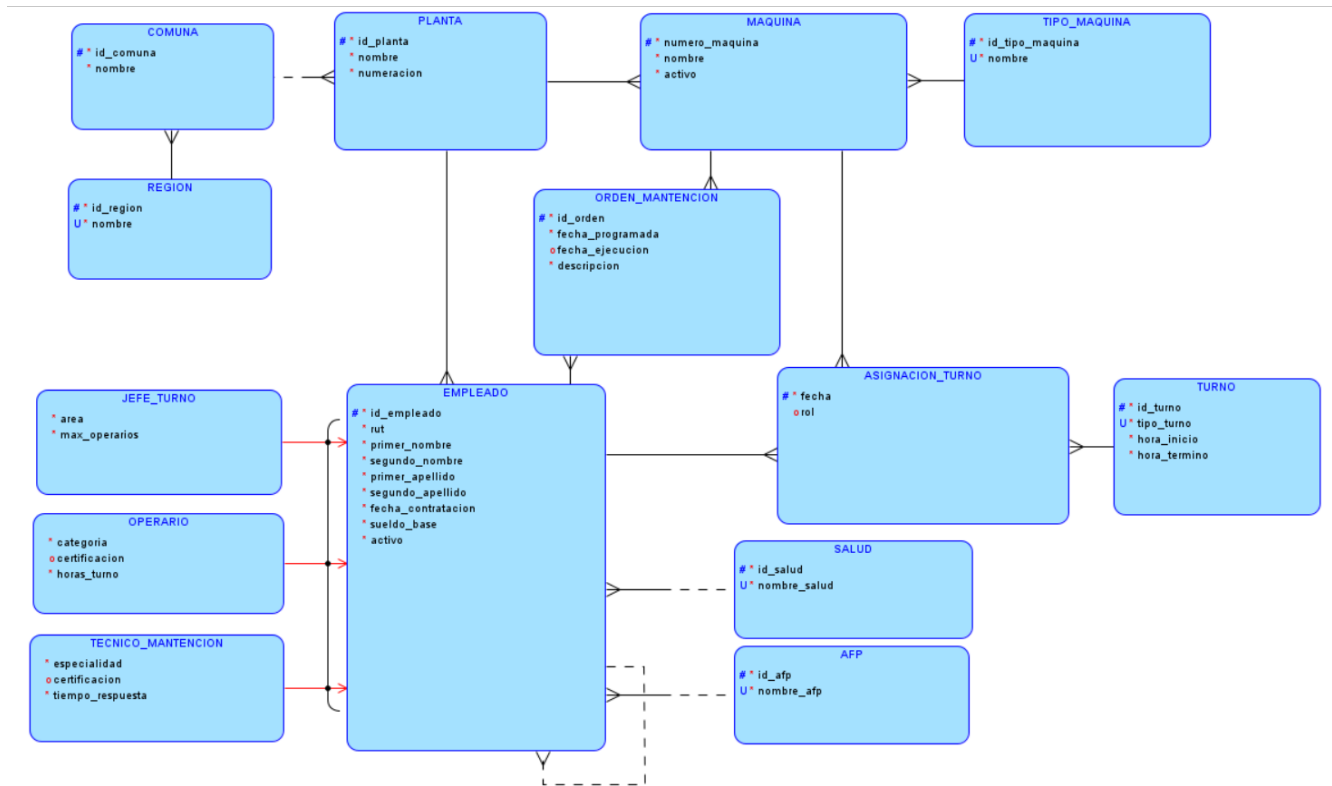 COMUNA
# * id_comuna
* nombre
PLANTA
# * id_planta
* nombre
* numeracion
MAQUINA
# * numero_maquina
* nombre
* activo
TIPO_MAQUINA
# * id_tipo_maquina
U * nombre
REGION
# * id_region
U * nombre
ORDEN_MANTENCION
# * id_orden
* fecha_programada
o fecha_ejecucion
* descripcion
JEFE_TURNO
* area
* max_operarios
OPERARIO
* categoria
o certificacion
* horas_turno
TECNICO_MANTENCION
* especialidad
o certificacion
* tiempo_respuesta
EMPLEADO
# * id_empleado
* rut
* primer_nombre
* segundo_nombre
* primer_apellido
* segundo_apellido
* fecha_contratacion
* sueldo_base
* activo
ASIGNACION_TURNO
# * fecha
o rol
TURNO
# * id_turno
U * tipo_turno
* hora_inicio
* hora_termino
SALUD
# * id_salud
U * nombre_salud
AFP
# * id_afp
U * nombre_afp